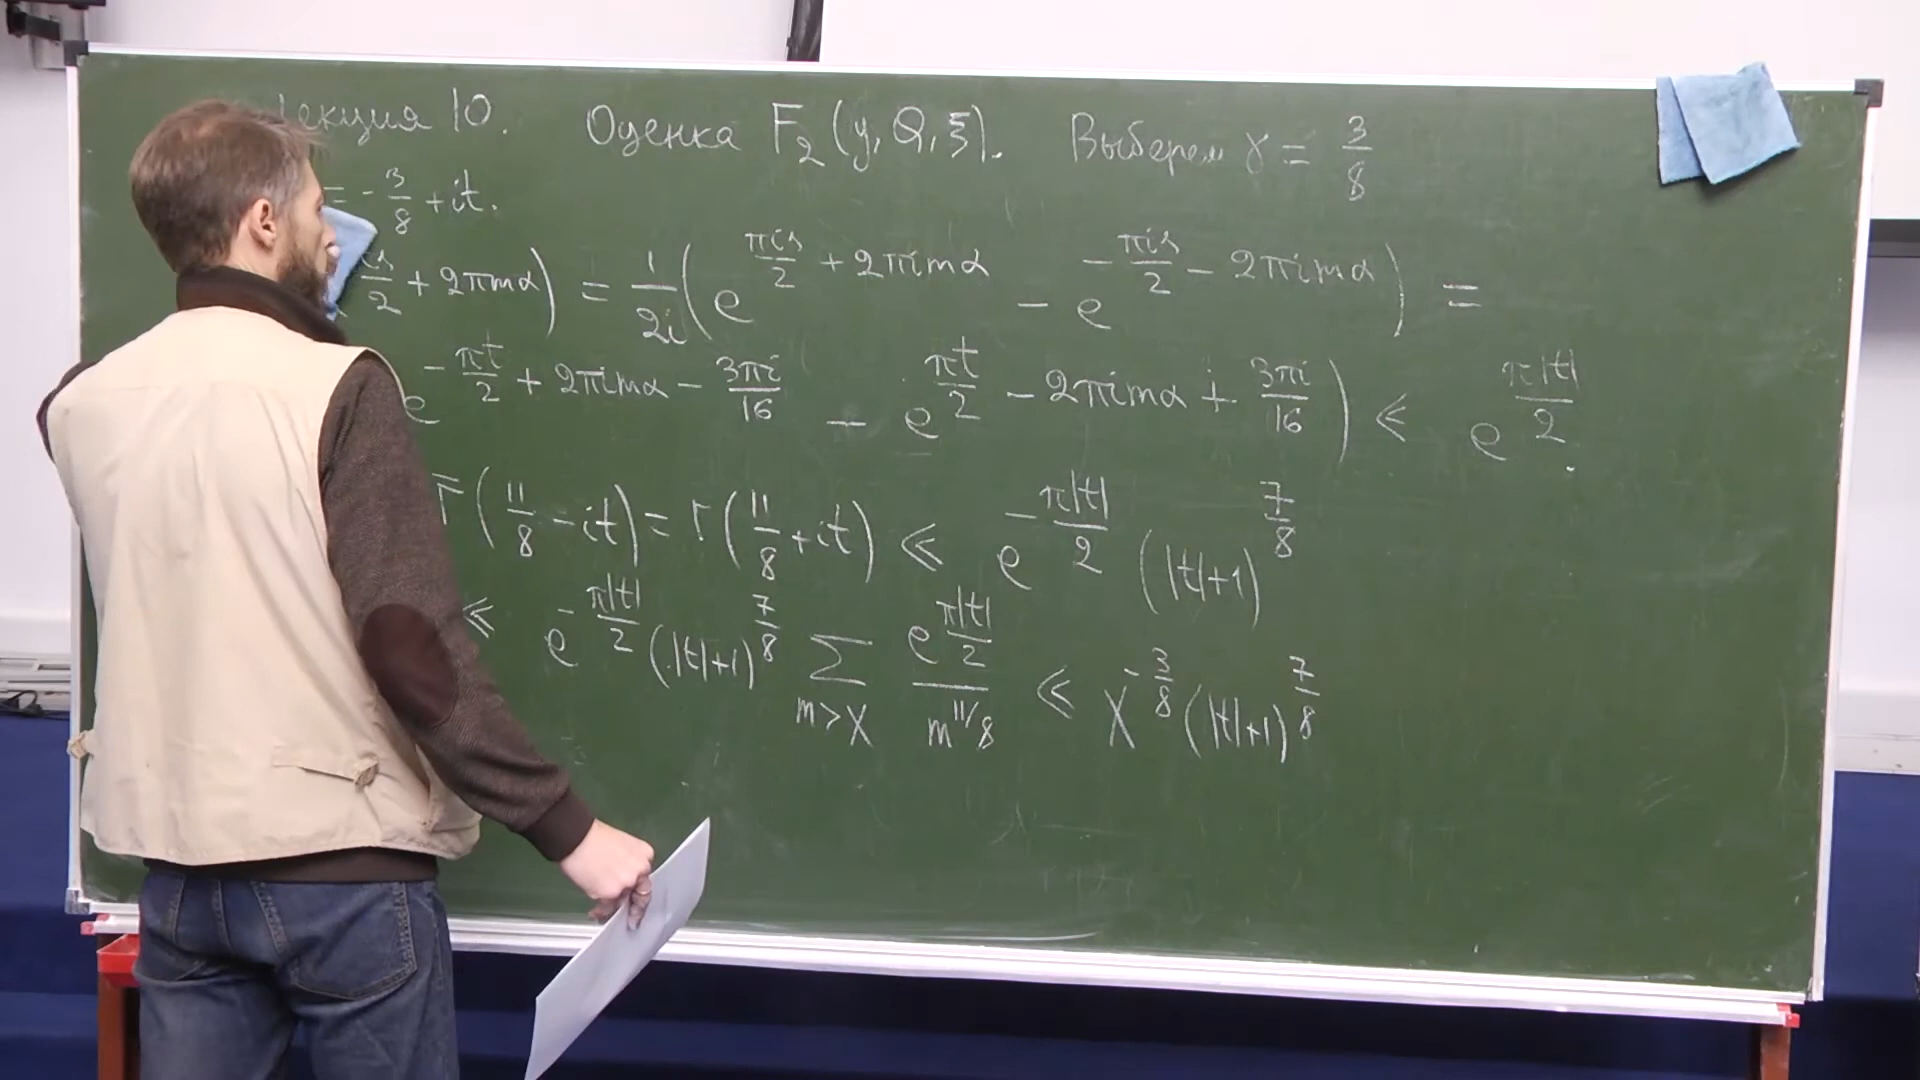 Лекция 10. Оценка F₂(y, Q, ξ). Выберем γ = 3/8
= -3/8 + it.
πis/2 + 2πmα) = 1/2i (e^{πis/2 + 2πimα} - e^{-πis/2 - 2πimα}) =
e^{-πt/2 + 2πimα - 3πi/16} - e^{πt/2 - 2πimα + 3πi/16}) ≪ e^{π|t|/2}.
Γ(11/8 - it) = Γ(11/8 + it) ≪ e^{-π|t|/2} (|t|+1)^{7/8}
≪ e^{-π|t|/2} (|t|+1)^{7/8} ∑_{m>X} e^{π|t|/2} / m^{11/8} ≪ X^{-3/8} (|t|+1)^{7/8}